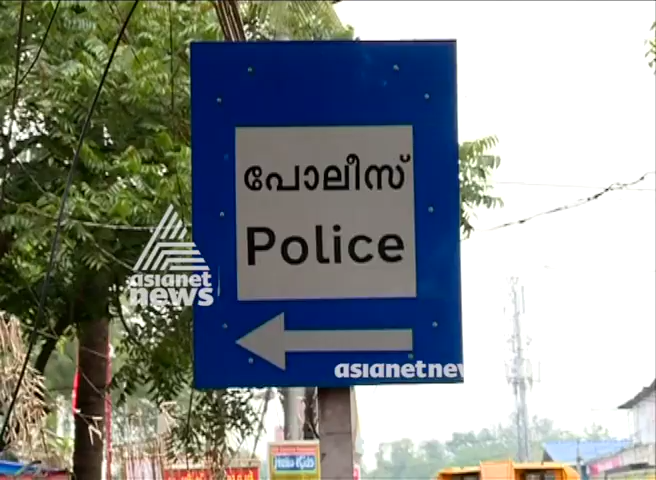 പോലീസ്
Police
asianet
news
asianetnew